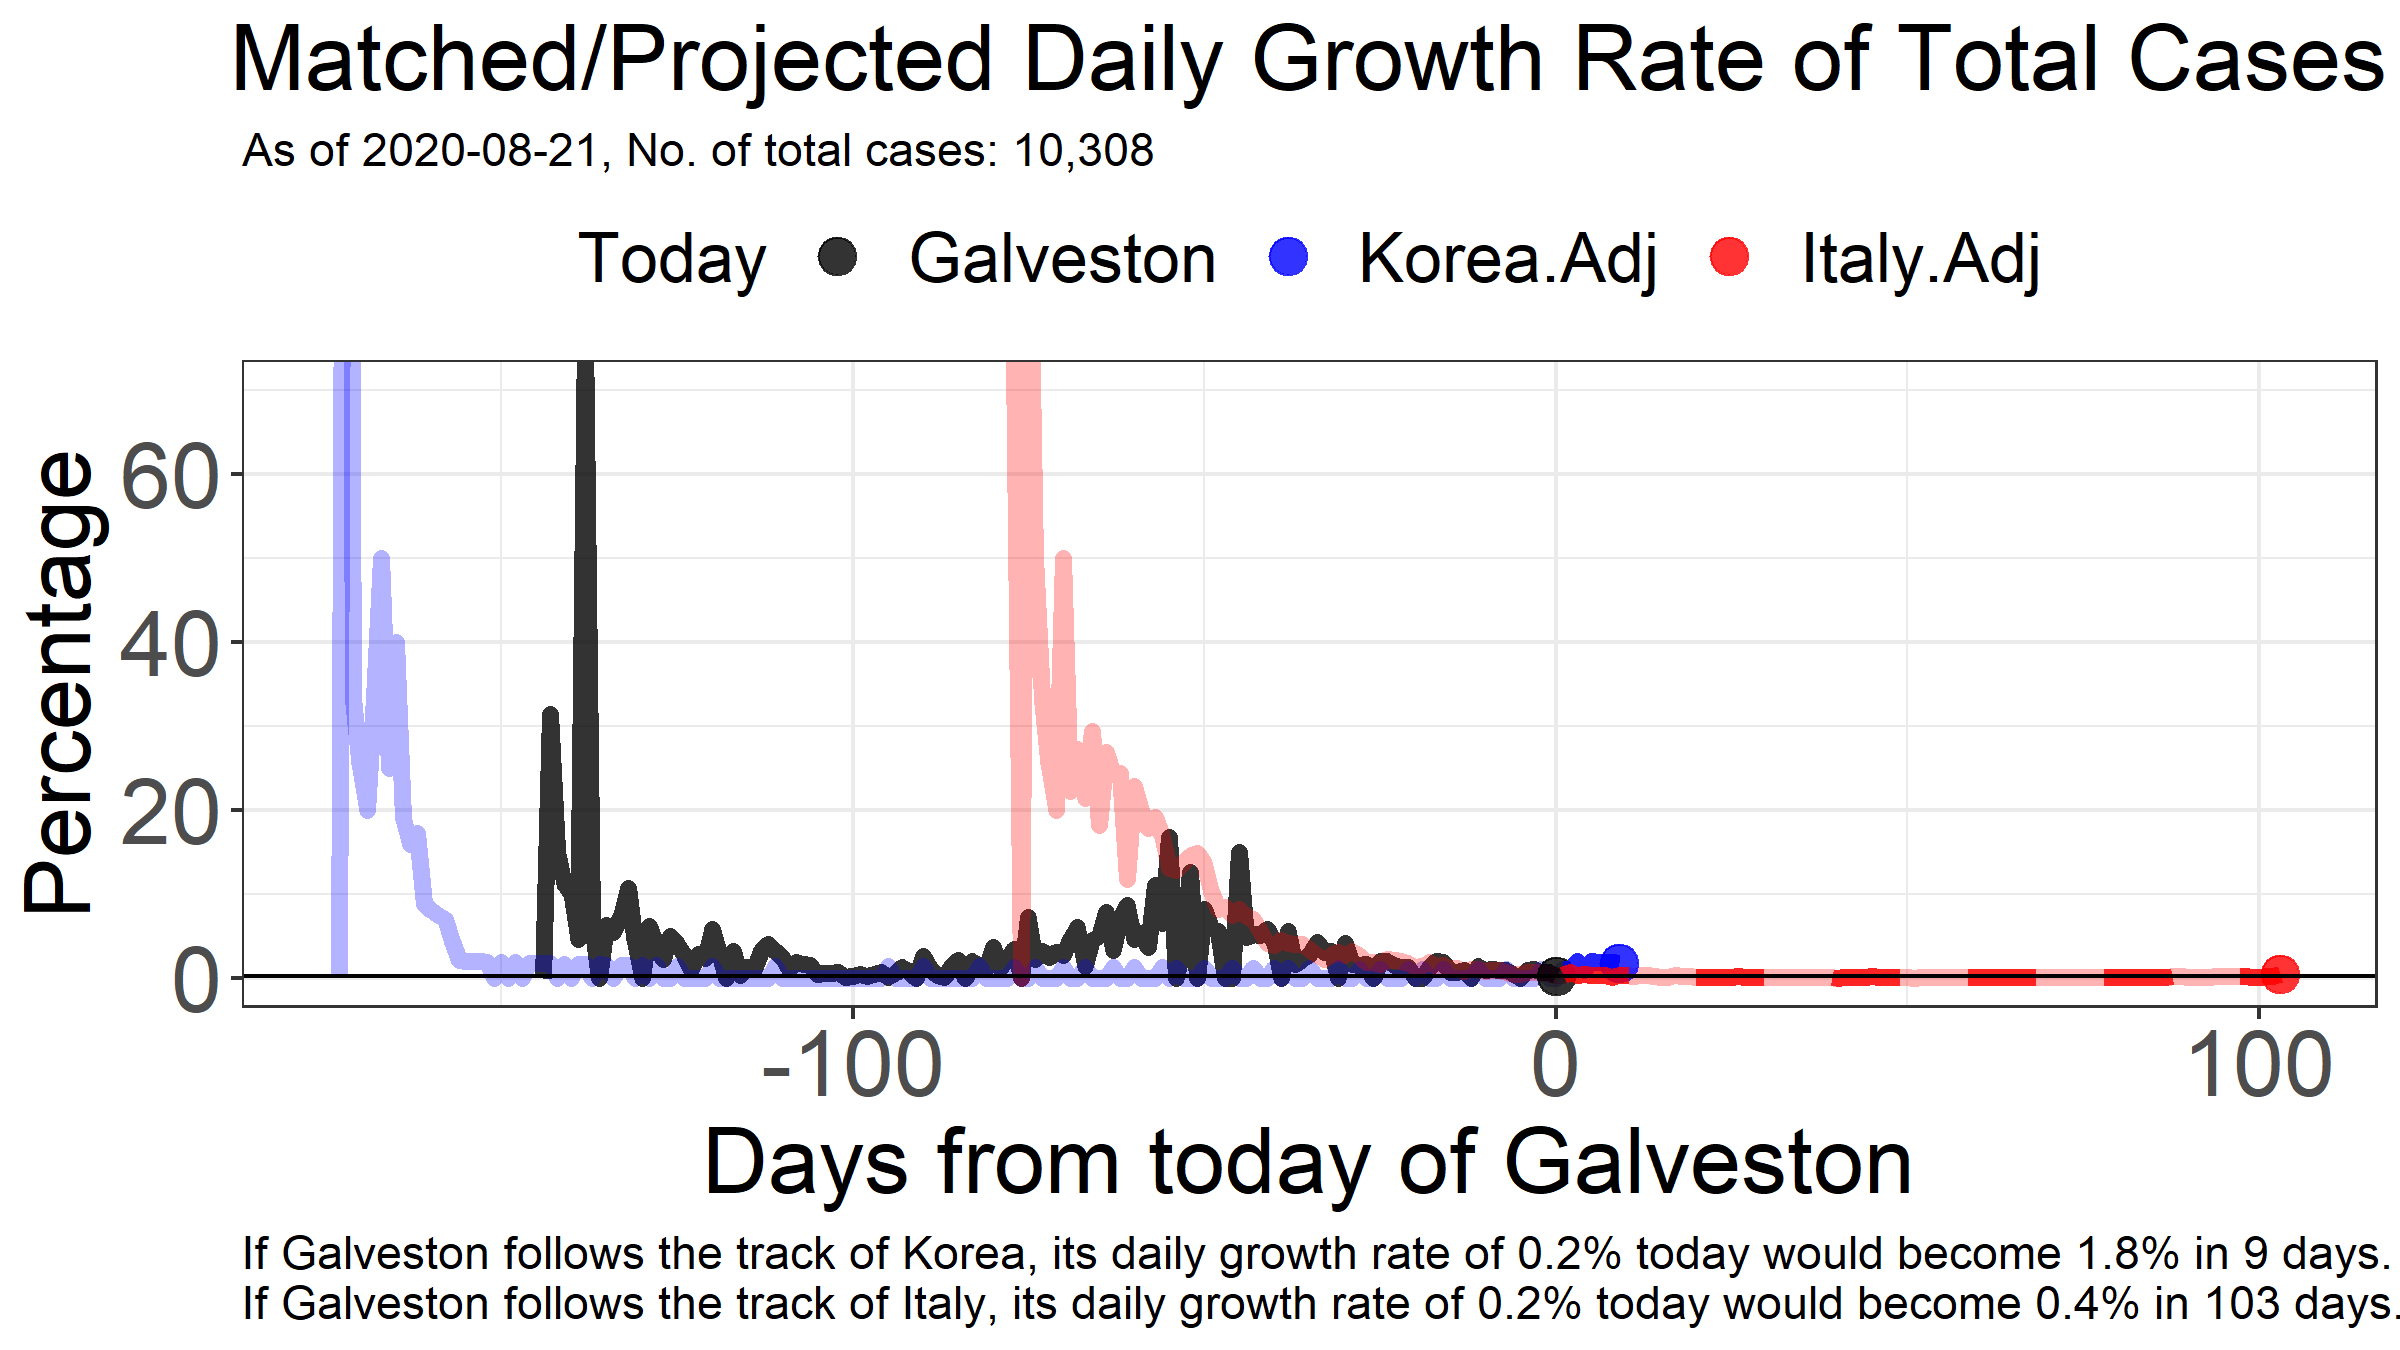 Matched/Projected Daily Growth Rate of Total Cases
As of 2020-08-21, No. of total cases: 10,308
Today Galveston Korea.Adj Italy.Adj
Percentage
60
40
20
0
-100 0 100
Days from today of Galveston
If Galveston follows the track of Korea, its daily growth rate of 0.2% today would become 1.8% in 9 days.
If Galveston follows the track of Italy, its daily growth rate of 0.2% today would become 0.4% in 103 days.